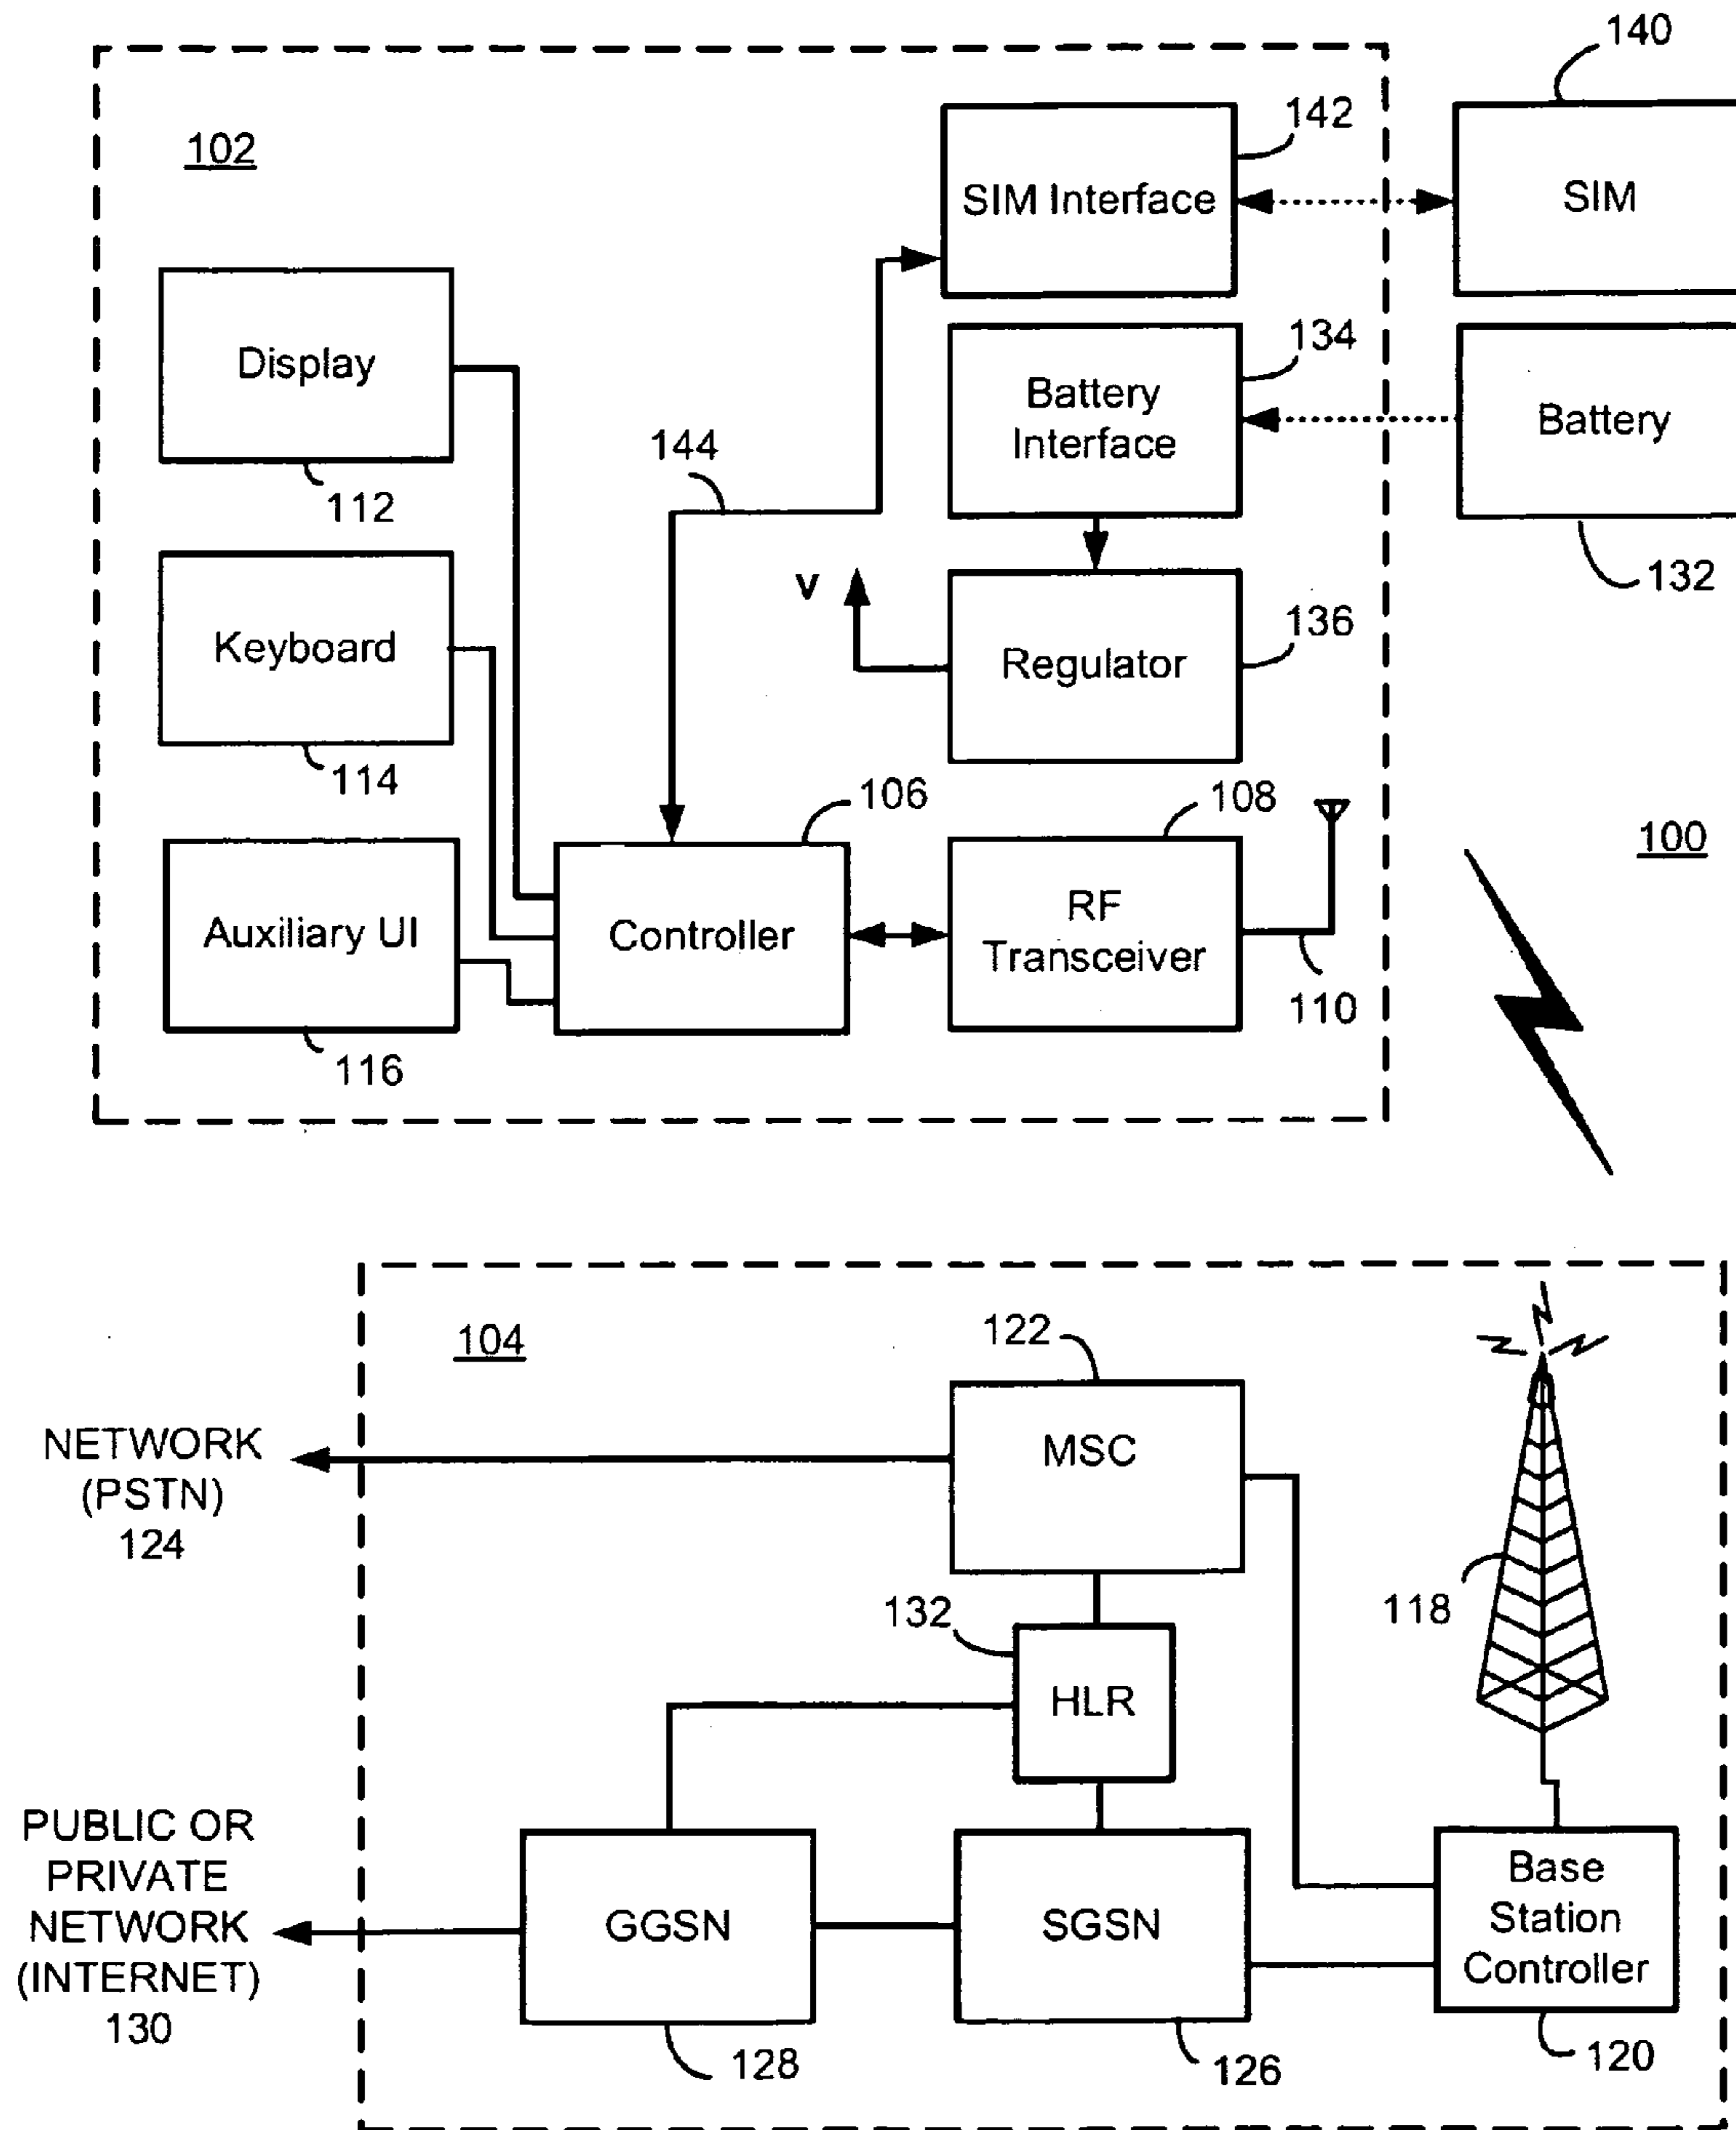 140
142
102
SIM Interface
SIM
134
Display
Battery
Interface
Battery
144
112
132
V
136
Keyboard
Regulator
114
106
108
100
Auxiliary UI
Controller
RF
Transceiver
110
116
122
104
NETWORK
(PSTN)
124
MSC
118
132
HLR
PUBLIC OR
PRIVATE
NETWORK
(INTERNET)
130
GGSN
SGSN
Base
Station
Controller
128
126
120